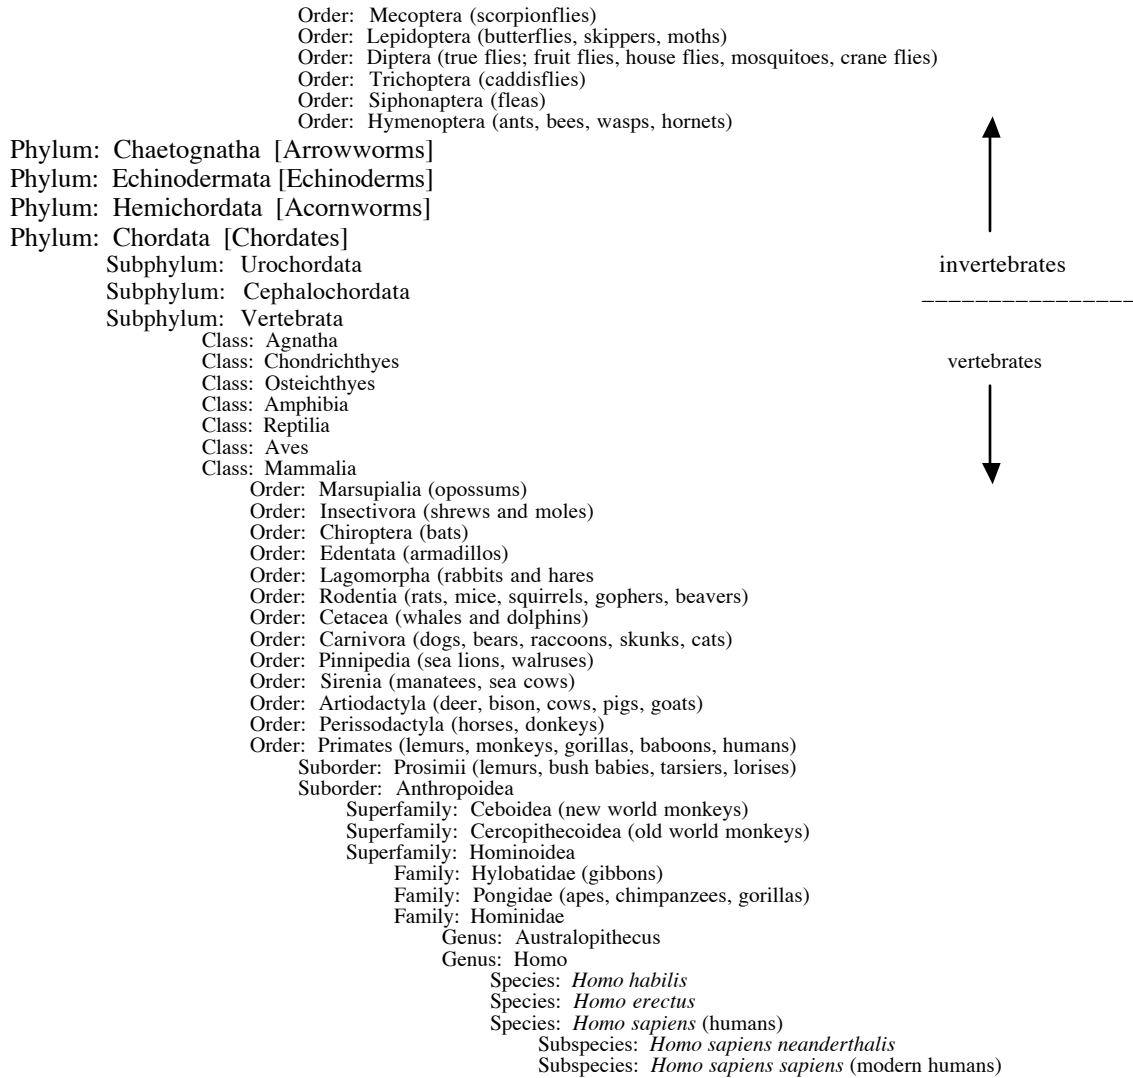 Order: Mecoptera (scorpionflies)
Order: Lepidoptera (butterflies, skippers, moths)
Order: Diptera (true flies; fruit flies, house flies, mosquitoes, crane flies)
Order: Trichoptera (caddisflies)
Order: Siphonaptera (fleas)
Order: Hymenoptera (ants, bees, wasps, hornets)
Phylum: Chaetognatha [Arrowworms]
Phylum: Echinodermata [Echinoderms]
Phylum: Hemichordata [Acornworms]
Phylum: Chordata [Chordates]
Subphylum: Urochordata
invertebrates
Subphylum: Cephalochordata
Subphylum: Vertebrata
Class: Agnatha
Class: Chondrichthyes
vertebrates
Class: Osteichthyes
Class: Amphibia
Class: Reptilia
Class: Aves
Class: Mammalia
Order: Marsupialia (opossums)
Order: Insectivora (shrews and moles)
Order: Chiroptera (bats)
Order: Edentata (armadillos)
Order: Lagomorpha (rabbits and hares
Order: Rodentia (rats, mice, squirrels, gophers, beavers)
Order: Cetacea (whales and dolphins)
Order: Carnivora (dogs, bears, raccoons, skunks, cats)
Order: Pinnipedia (sea lions, walruses)
Order: Sirenia (manatees, sea cows)
Order: Artiodactyla (deer, bison, cows, pigs, goats)
Order: Perissodactyla (horses, donkeys)
Order: Primates (lemurs, monkeys, gorillas, baboons, humans)
Suborder: Prosimii (lemurs, bush babies, tarsiers, lorises)
Suborder: Anthropoidea
Superfamily: Ceboidea (new world monkeys)
Superfamily: Cercopithecoidea (old world monkeys)
Superfamily: Hominoidea
Family: Hylobatidae (gibbons)
Family: Pongidae (apes, chimpanzees, gorillas)
Family: Hominidae
Genus: Australopithecus
Genus: Homo
Species: Homo habilis
Species: Homo erectus
Species: Homo sapiens (humans)
Subspecies: Homo sapiens neanderthalis
Subspecies: Homo sapiens sapiens (modern humans)